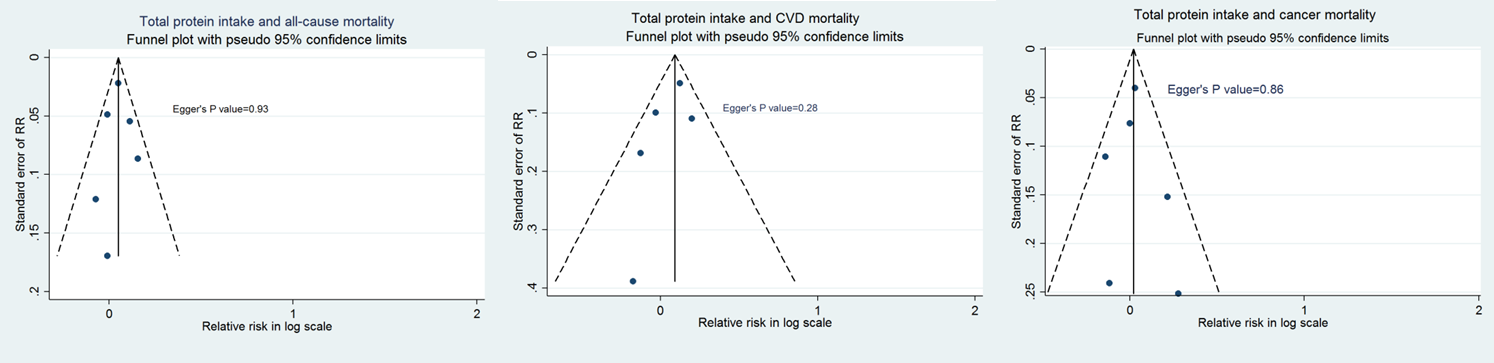 Total protein intake and all-cause mortality
Funnel plot with pseudo 95% confidence limits
Egger's P value=0.93
Standard error of RR
0
.05
.1
.15
.2
0
1
2
Relative risk in log scale
Total protein intake and CVD mortality
Funnel plot with pseudo 95% confidence limits
Egger's P value=0.28
Standard error of RR
0
.1
.2
.3
.4
0
1
2
Relative risk in log scale
Total protein intake and cancer mortality
Funnel plot with pseudo 95% confidence limits
Egger's P value=0.86
Standard error of RR
0
.05
.1
.15
.2
.25
0
1
2
Relative risk in log scale